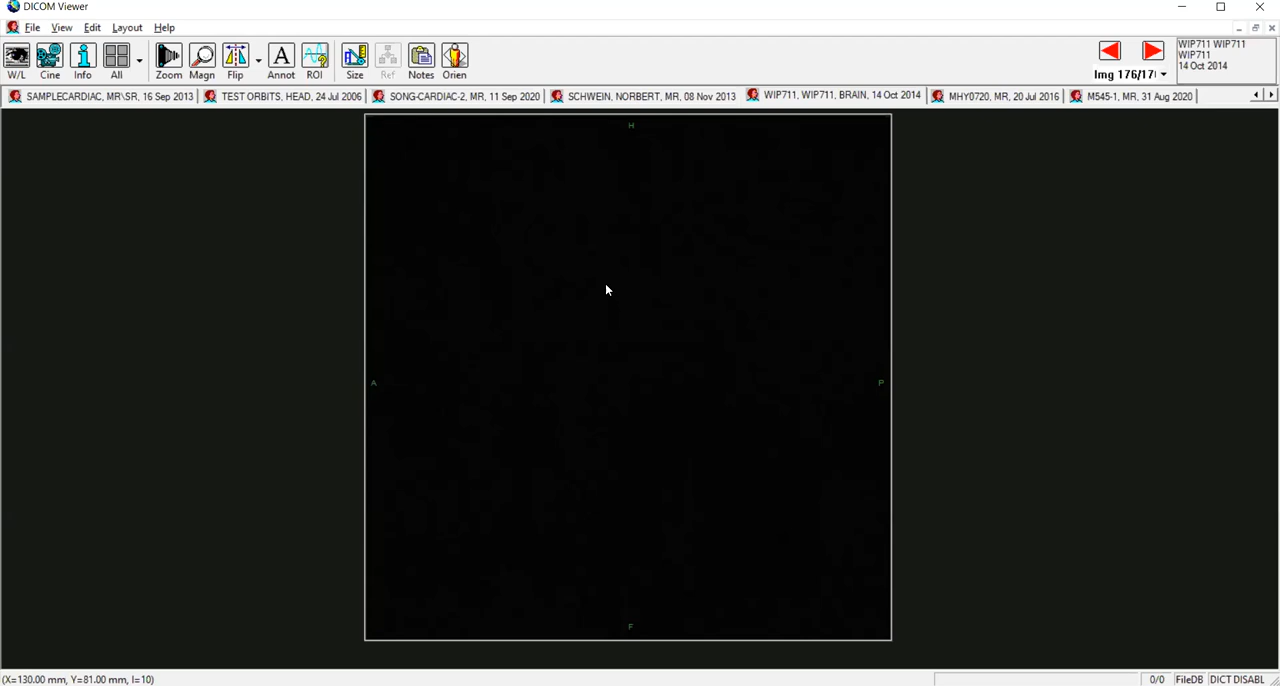 DICOM Viewer
File View Edit Layout Help
W/L Cine Info All Zoom Magn Flip Annot ROI Size Ref Notes Orien
Img 176/17
WIP711 WIP711
WIP711
14 Oct 2014
SAMPLECARDIAC, MR\SR, 16 Sep 2013 TEST ORBITS, HEAD, 24 Jul 2006 SONG-CARDIAC-2, MR, 11 Sep 2020 SCHWEIN, NORBERT, MR, 08 Nov 2013 WIP711, WIP711, BRAIN, 14 Oct 2014 MHY0720, MR, 20 Jul 2016 M545-1, MR, 31 Aug 2020
H
A P
F
(X=130.00 mm, Y=81.00 mm, I=10) 0/0 FileDB DICT DISABL